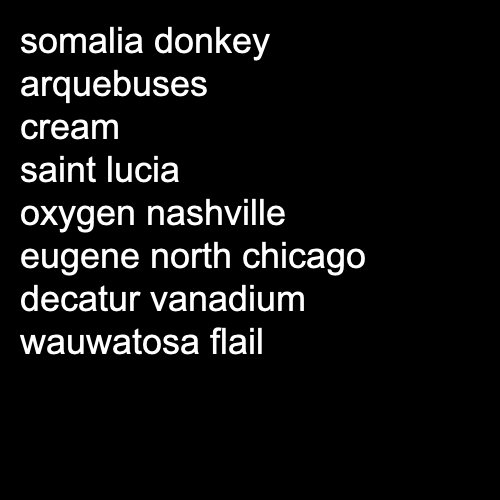 somalia donkey
arquebuses
cream
saint lucia
oxygen nashville
eugene north chicago
decatur vanadium
wauwatosa flail